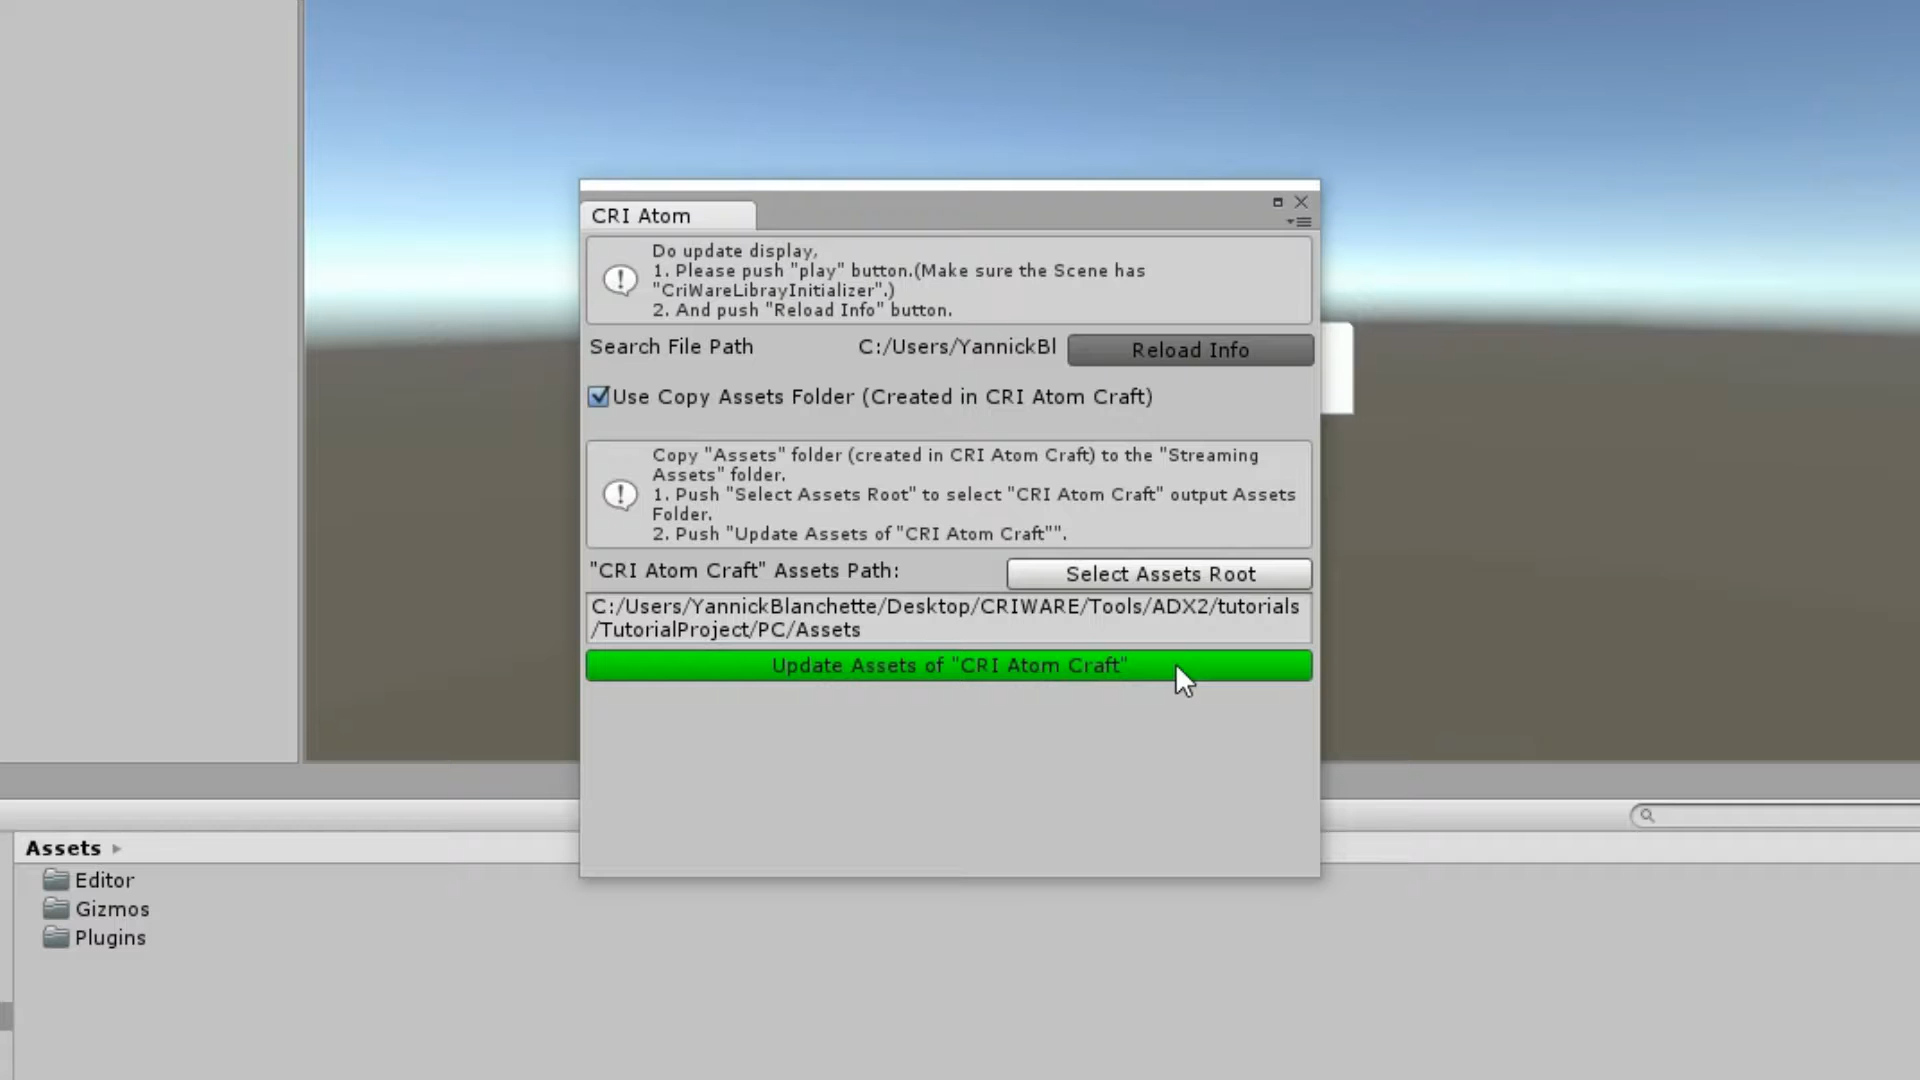 CRI Atom
Do update display,
1. Please push "play" button.(Make sure the Scene has
"CriWareLibrayInitializer".)
2. And push "Reload Info" button.
Search File Path C:/Users/YannickBl Reload Info
Use Copy Assets Folder (Created in CRI Atom Craft)
Copy "Assets" folder (created in CRI Atom Craft) to the "Streaming
Assets" folder.
1. Push "Select Assets Root" to select "CRI Atom Craft" output Assets
Folder.
2. Push "Update Assets of "CRI Atom Craft"".
"CRI Atom Craft" Assets Path: Select Assets Root
C:/Users/YannickBlanchette/Desktop/CRIWARE/Tools/ADX2/tutorials
/TutorialProject/PC/Assets
Update Assets of "CRI Atom Craft"
Assets
Editor
Gizmos
Plugins